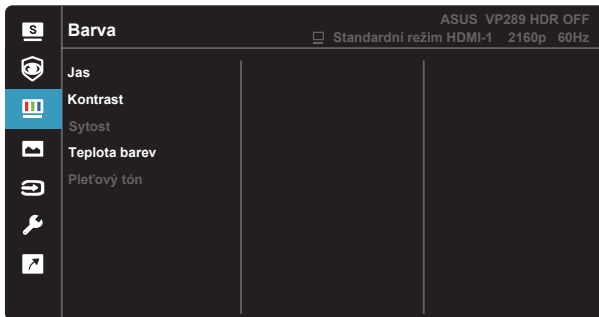 S
Barva
ASUS VP289 HDR OFF
Standardní režim HDMI-1 2160p 60Hz
Jas
Kontrast
Sytost
Teplota barev
Pleťový tón